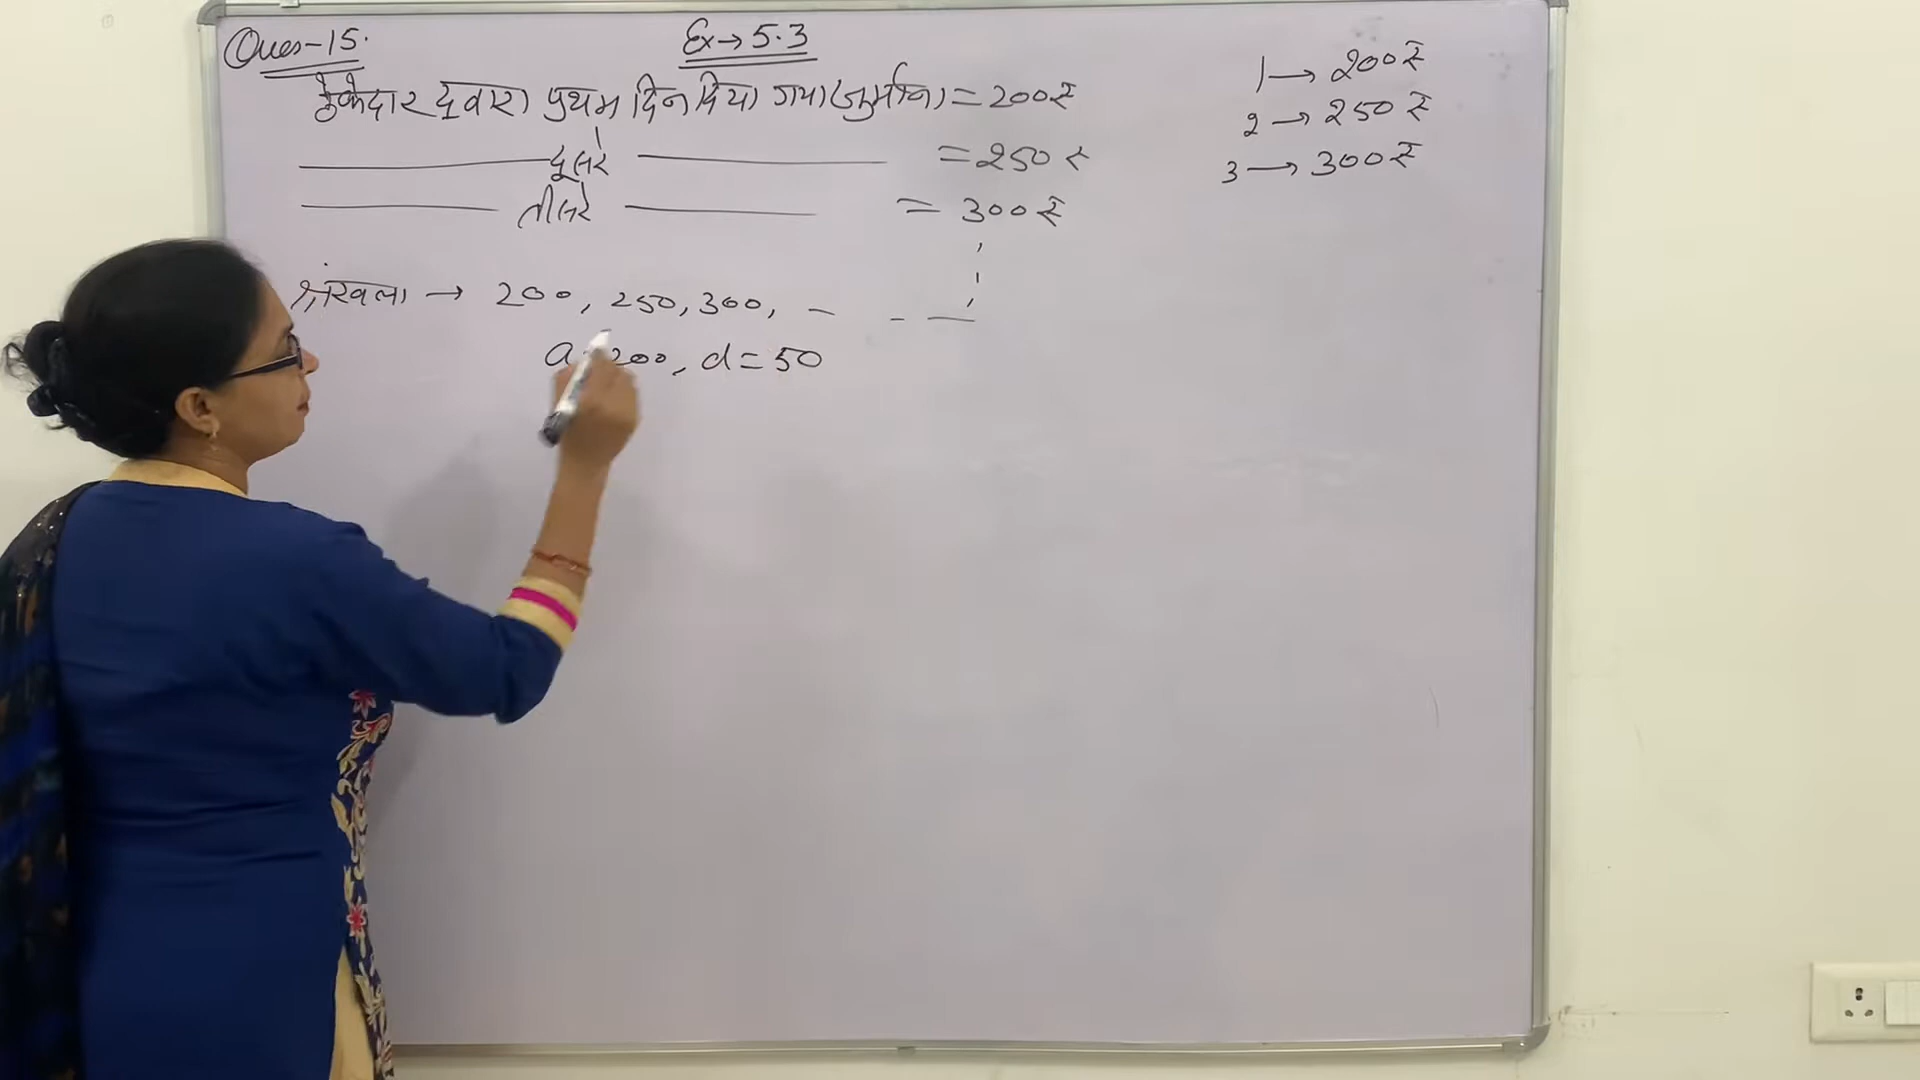 Ques-15.
Ex→ 5.3
ठेकेदार द्वारा प्रथम दिन दिया गया (जुर्माना) = 200₹
दूसरे = 250₹
तीसरे = 300₹
श्रंखला → 200, 250, 300, - - —
a=200, d=50
1 → 200₹
2 → 250₹
3 → 300₹